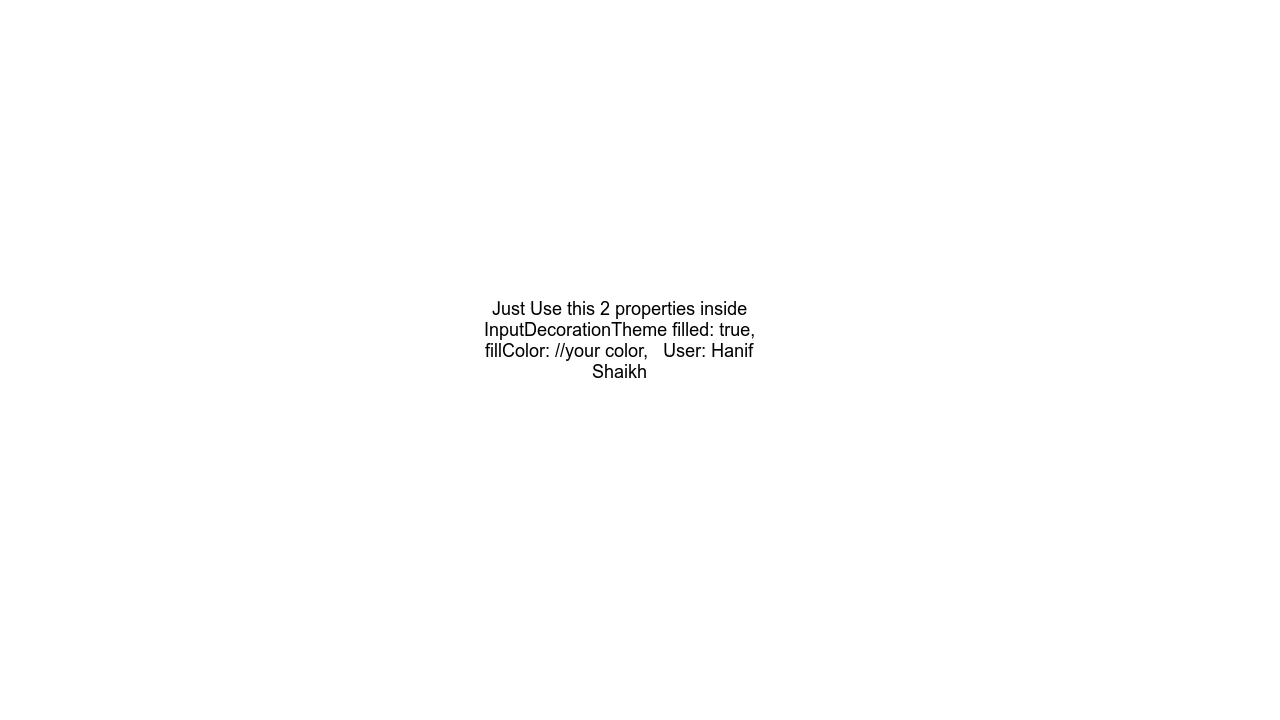 Just Use this 2 properties inside
InputDecorationTheme filled: true,
fillColor: //your color,   User: Hanif
Shaikh